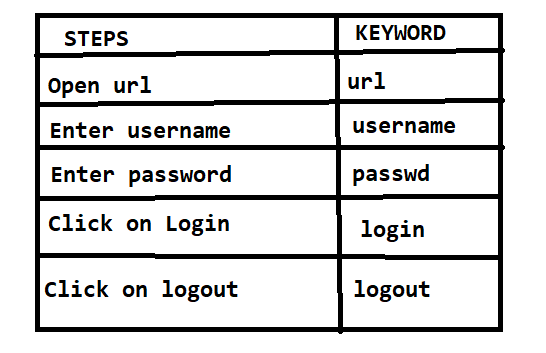 STEPS KEYWORD
Open url url
Enter username username
Enter password passwd
Click on Login login
Click on logout logout